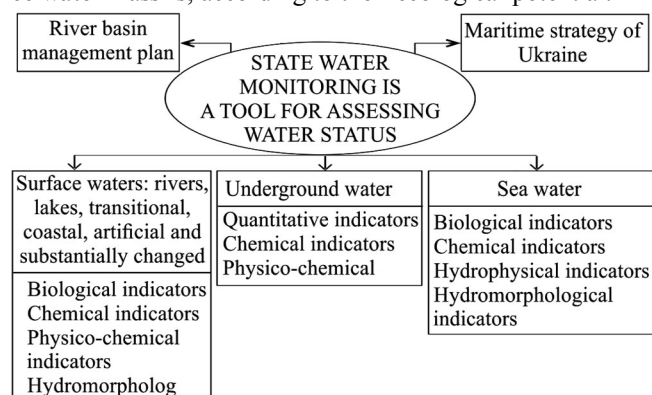 River basin
management plan
Maritime strategy of
Ukraine
STATE WATER
MONITORING IS
A TOOL FOR ASSESSING
WATER STATUS
Surface waters: rivers,
lakes, transitional,
coastal, artificial and
substantially changed
Biological indicators
Chemical indicators
Physico-chemical
indicators
Hydromorpholog
Underground water
Quantitative indicators
Chemical indicators
Physico-chemical
Sea water
Biological indicators
Chemical indicators
Hydrophysical indicators
Hydromorphological
indicators